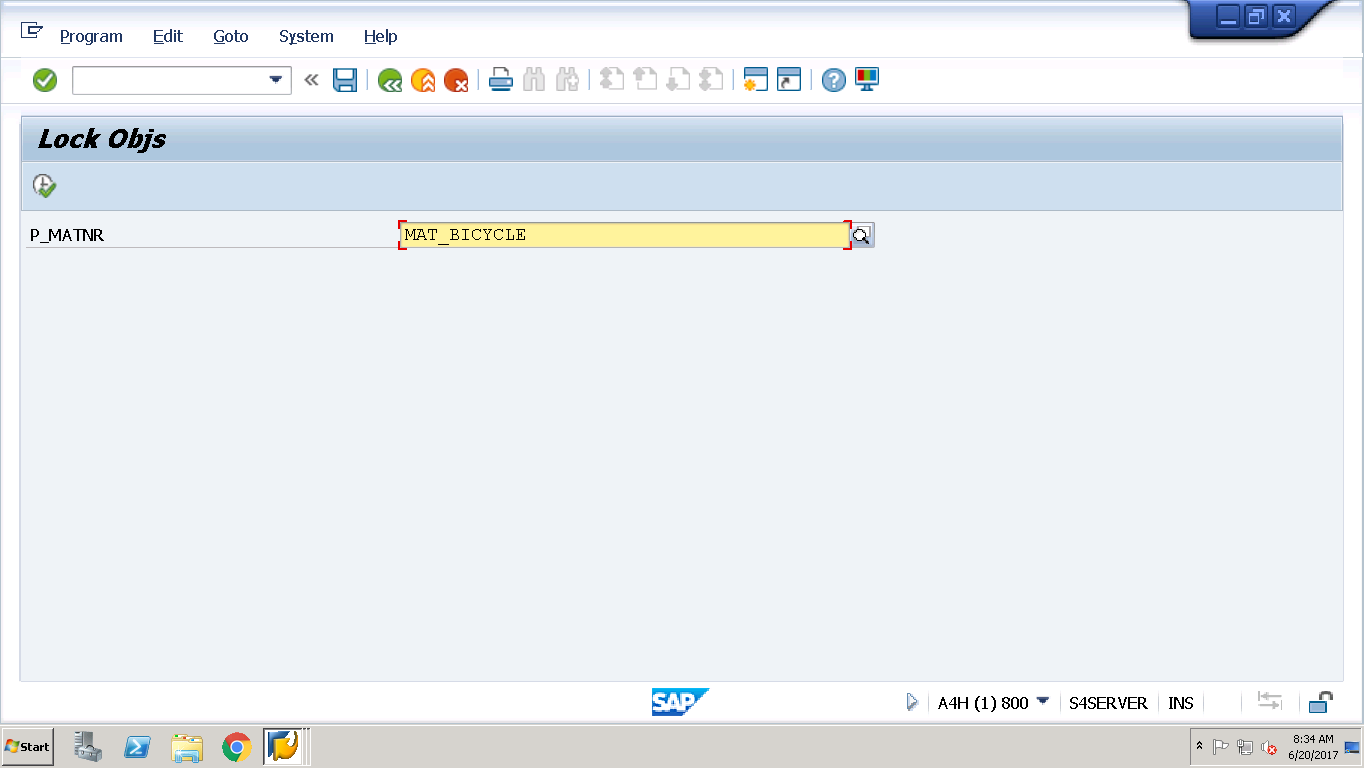 Program Edit Goto System Help
Lock Objs
P_MATNR MAT_BICYCLE
SAP
A4H (1) 800 S4SERVER INS
Start
8:34 AM
6/20/2017